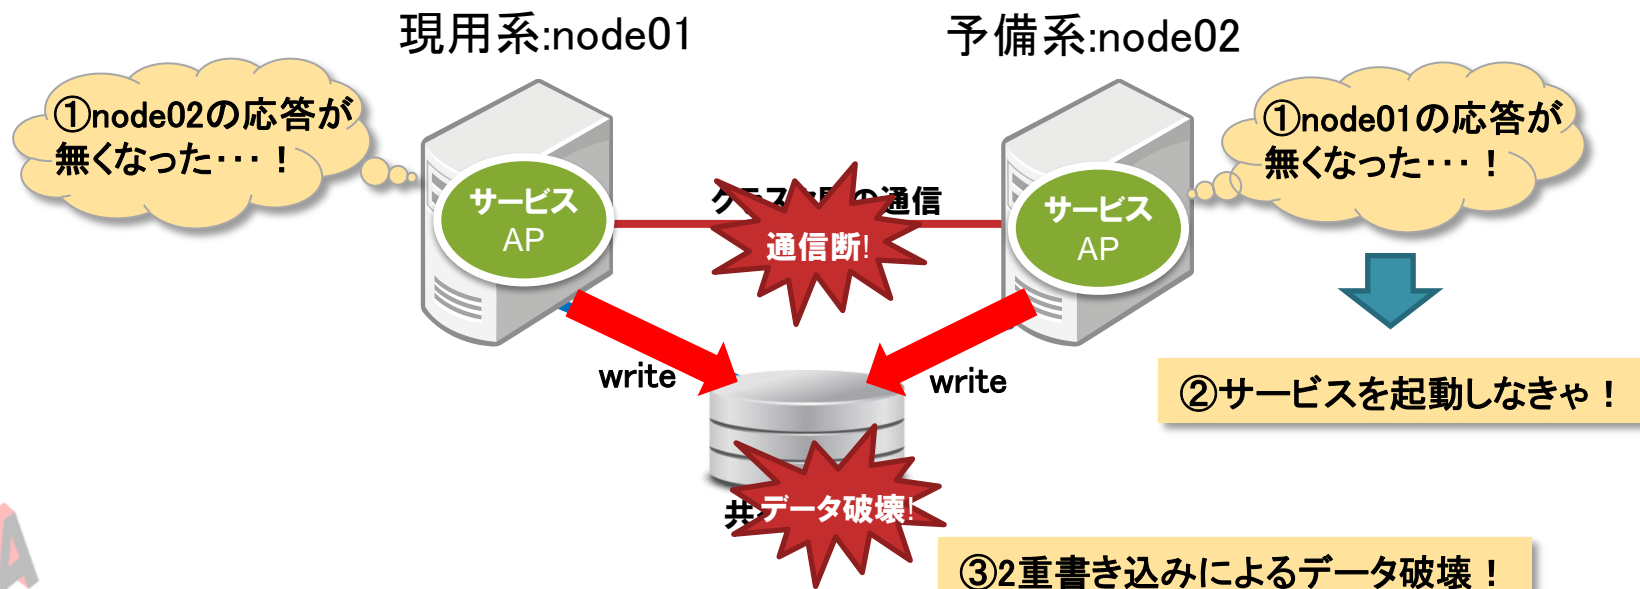 現用系:node01
予備系:node02
①node02の応答が
無くなった・・・！
①node01の応答が
無くなった・・・！
サービス
AP
の通信
サービス
AP
通信断!
write
write
②サービスを起動しなきゃ！
共
データ破壊!
③2重書き込みによるデータ破壊！